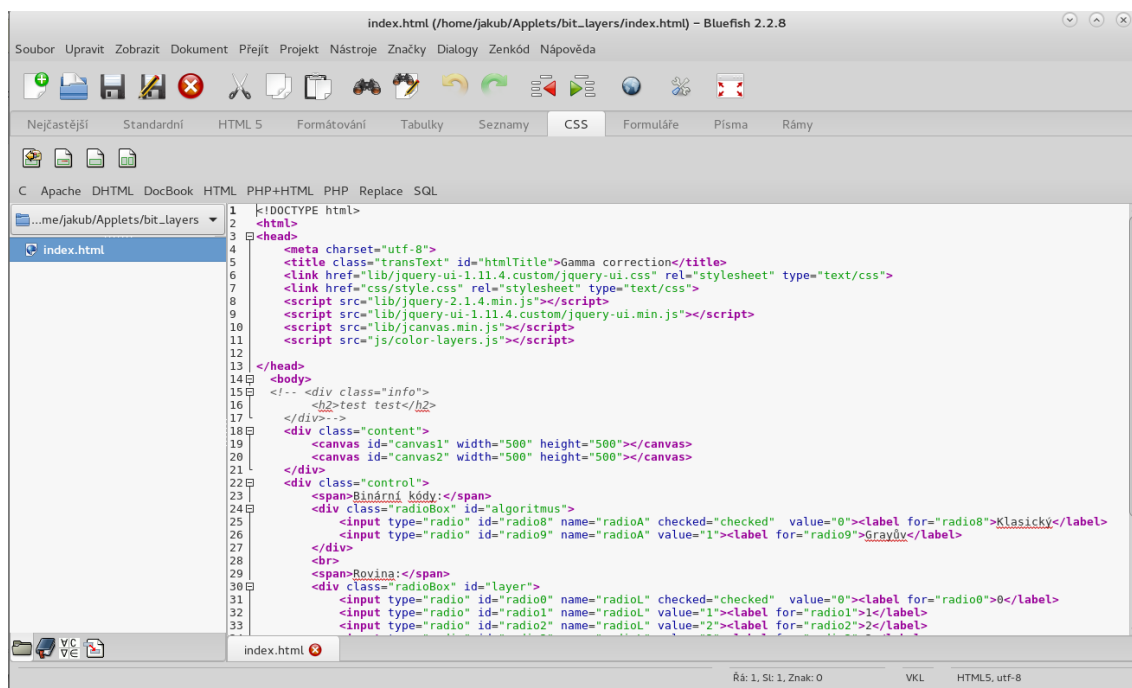 index.html (/home/jakub/Applets/bit_layers/index.html) – Bluefish 2.2.8
Soubor Upravit Zobrazit Dokument Přejít Projekt Nástroje Značky Dialogy Zenkód Nápověda
Nejčastější Standardní HTML 5 Formátování Tabulky Seznamy CSS Formuláře Písma Rámy
C Apache DHTML DocBook HTML PHP+HTML PHP Replace SQL
...me/jakub/Applets/bit_layers
index.html
1 <!DOCTYPE html>
2 <html>
3 <head>
4 <meta charset="utf-8">
5 <title class="transText" id="htmlTitle">Gamma correction</title>
6 <link href="lib/jquery-ui-1.11.4.custom/jquery-ui.css" rel="stylesheet" type="text/css">
7 <link href="css/style.css" rel="stylesheet" type="text/css">
8 <script src="lib/jquery-2.1.4.min.js"></script>
9 <script src="lib/jquery-ui-1.11.4.custom/jquery-ui.min.js"></script>
10 <script src="lib/jcanvas.min.js"></script>
11 <script src="js/color-layers.js"></script>
12
13 </head>
14 <body>
15 <!-- <div class="info">
16 <h2>test test</h2>
17 </div>-->
18 <div class="content">
19 <canvas id="canvas1" width="500" height="500"></canvas>
20 <canvas id="canvas2" width="500" height="500"></canvas>
21 </div>
22 <div class="control">
23 <span>Binární kódy:</span>
24 <div class="radioBox" id="algoritmus">
25 <input type="radio" id="radio8" name="radioA" checked="checked"  value="0"><label for="radio8">Klasický</label>
26 <input type="radio" id="radio9" name="radioA" value="1"><label for="radio9">Grayův</label>
27 </div>
28 <br>
29 <span>Rovina:</span>
30 <div class="radioBox" id="layer">
31 <input type="radio" id="radio0" name="radioL" checked="checked"  value="0"><label for="radio0">0</label>
32 <input type="radio" id="radio1" name="radioL" value="1"><label for="radio1">1</label>
33 <input type="radio" id="radio2" name="radioL" value="2"><label for="radio2">2</label>
index.html
Řá: 1, Sl: 1, Znak: 0 VKL HTML5, utf-8